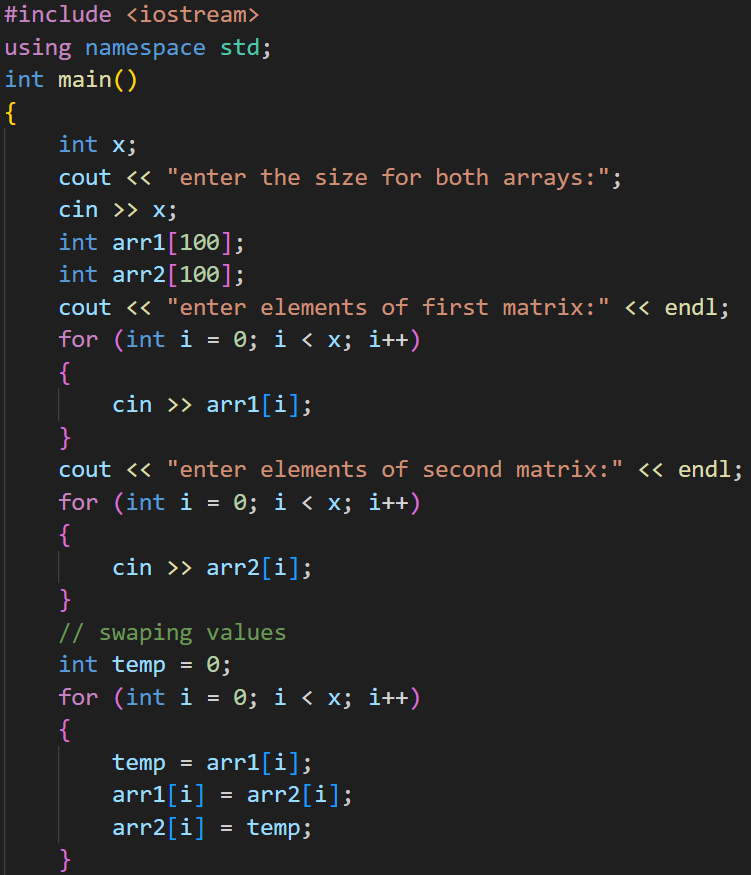 #include <iostream>
using namespace std;
int main()
{
    int x;
    cout << "enter the size for both arrays:";
    cin >> x;
    int arr1[100];
    int arr2[100];
    cout << "enter elements of first matrix:" << endl;
    for (int i = 0; i < x; i++)
    {
        cin >> arr1[i];
    }
    cout << "enter elements of second matrix:" << endl;
    for (int i = 0; i < x; i++)
    {
        cin >> arr2[i];
    }
    // swaping values
    int temp = 0;
    for (int i = 0; i < x; i++)
    {
        temp = arr1[i];
        arr1[i] = arr2[i];
        arr2[i] = temp;
    }